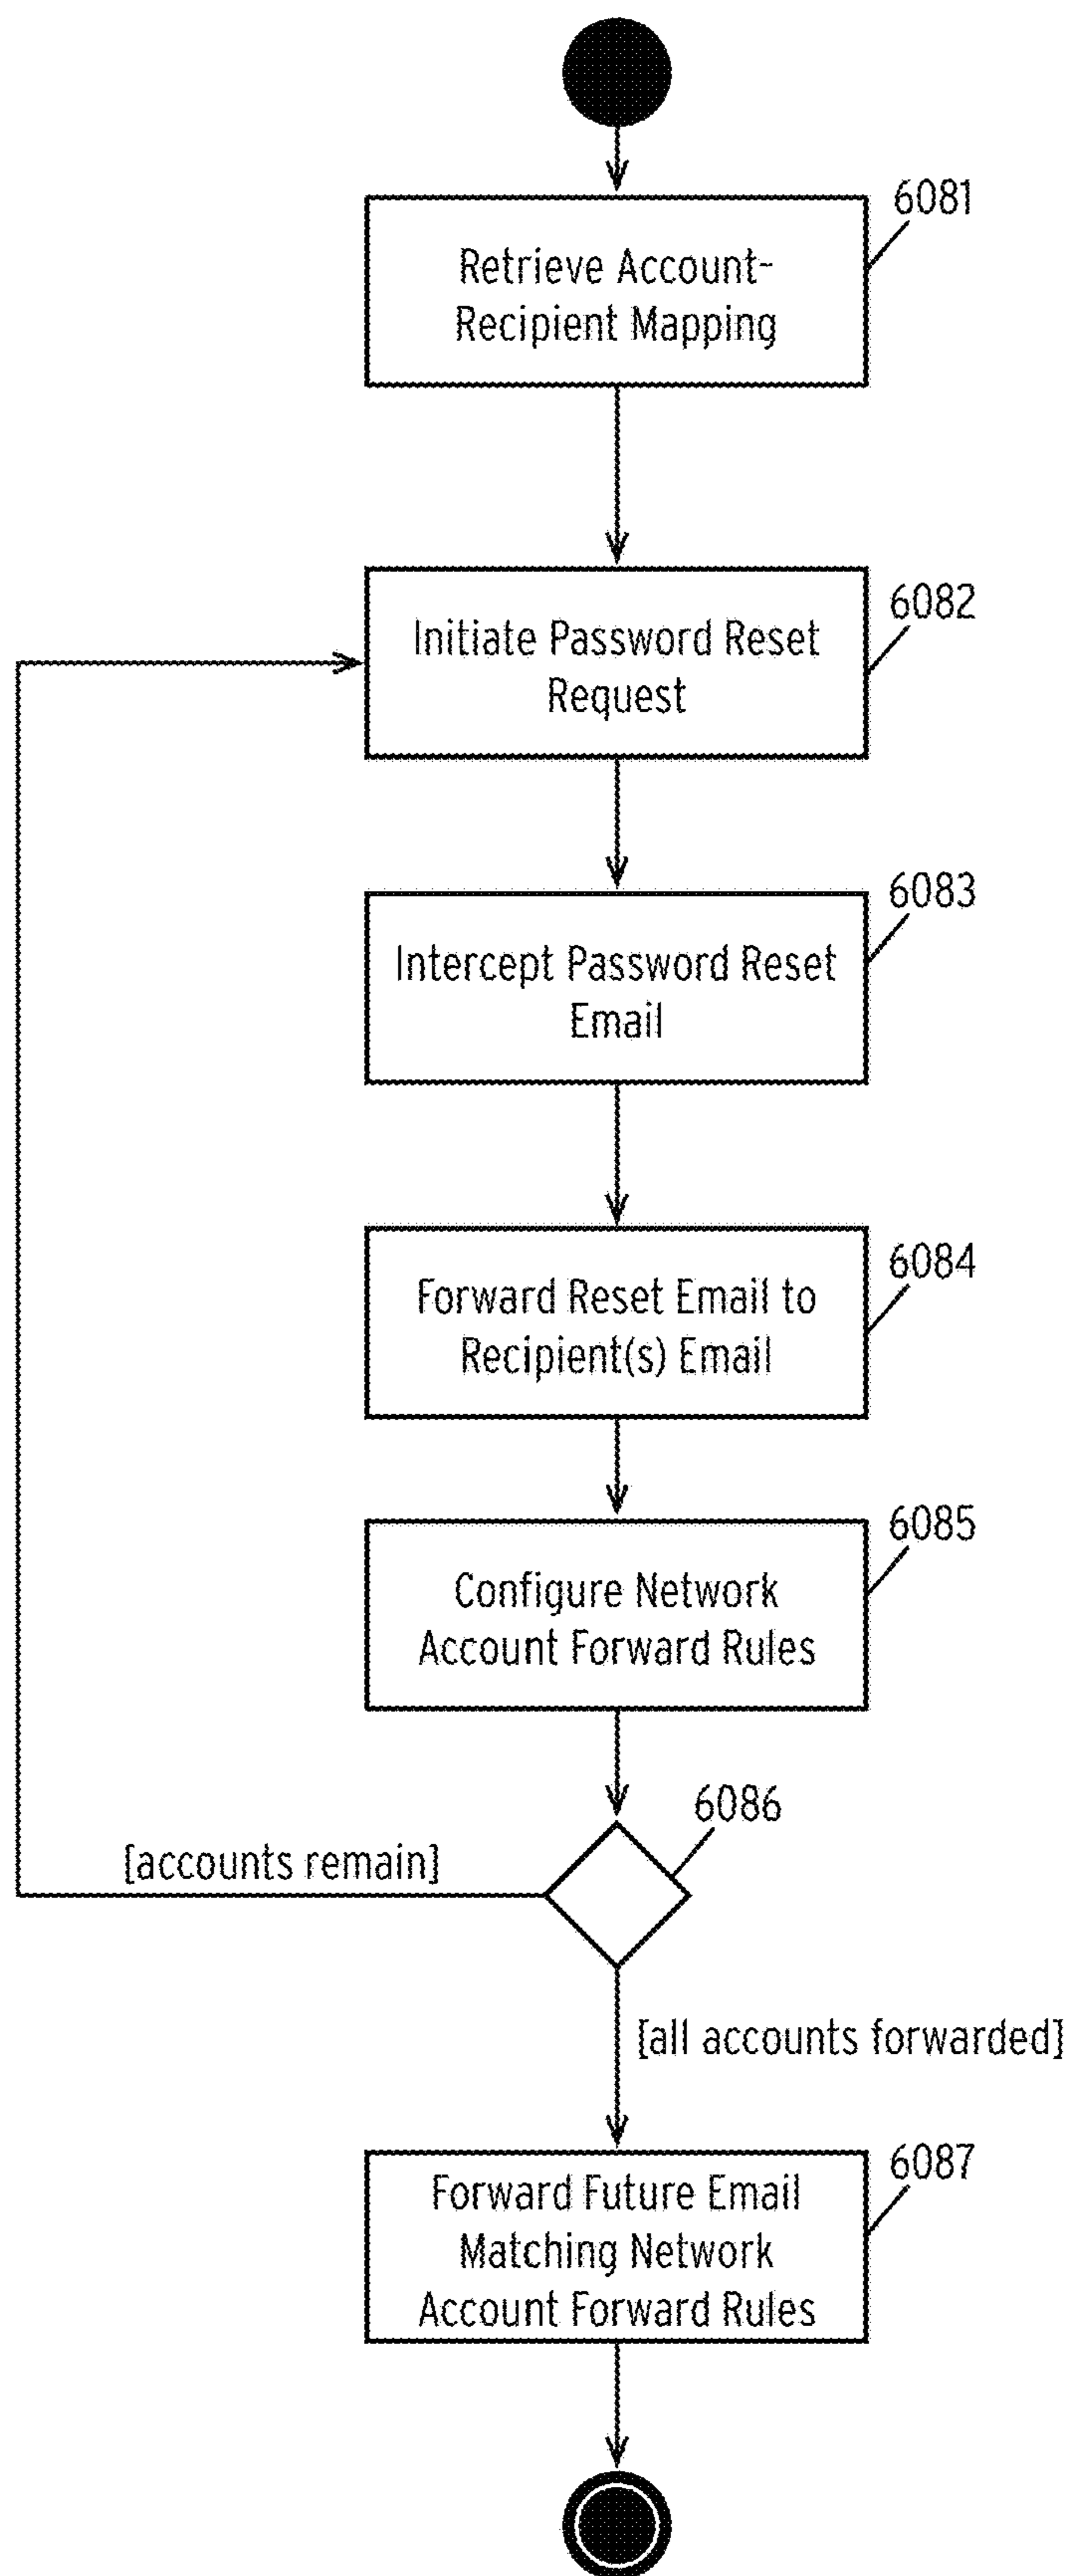 6081
Retrieve Account-
Recipient Mapping
6082
Initiate Password Reset
Request
6083
Intercept Password Reset
Email
6084
Forward Reset Email to
Recipient(s) Email
6085
Configure Network
Account Forward Rules
6086
[accounts remain]
[all accounts forwarded]
6087
Forward Future Email
Matching Network
Account Forward Rules